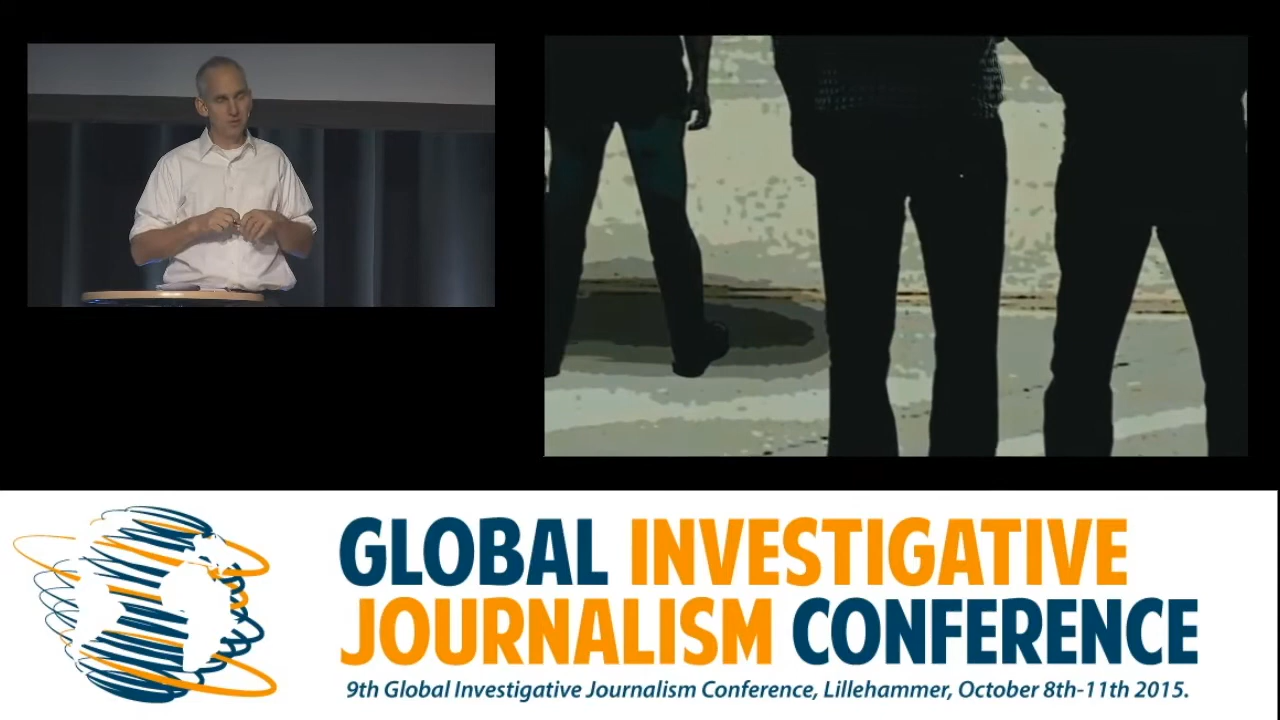 GLOBAL INVESTIGATIVE
JOURNALISM CONFERENCE
9th Global Investigative Journalism Conference, Lillehammer, October 8th-11th 2015.